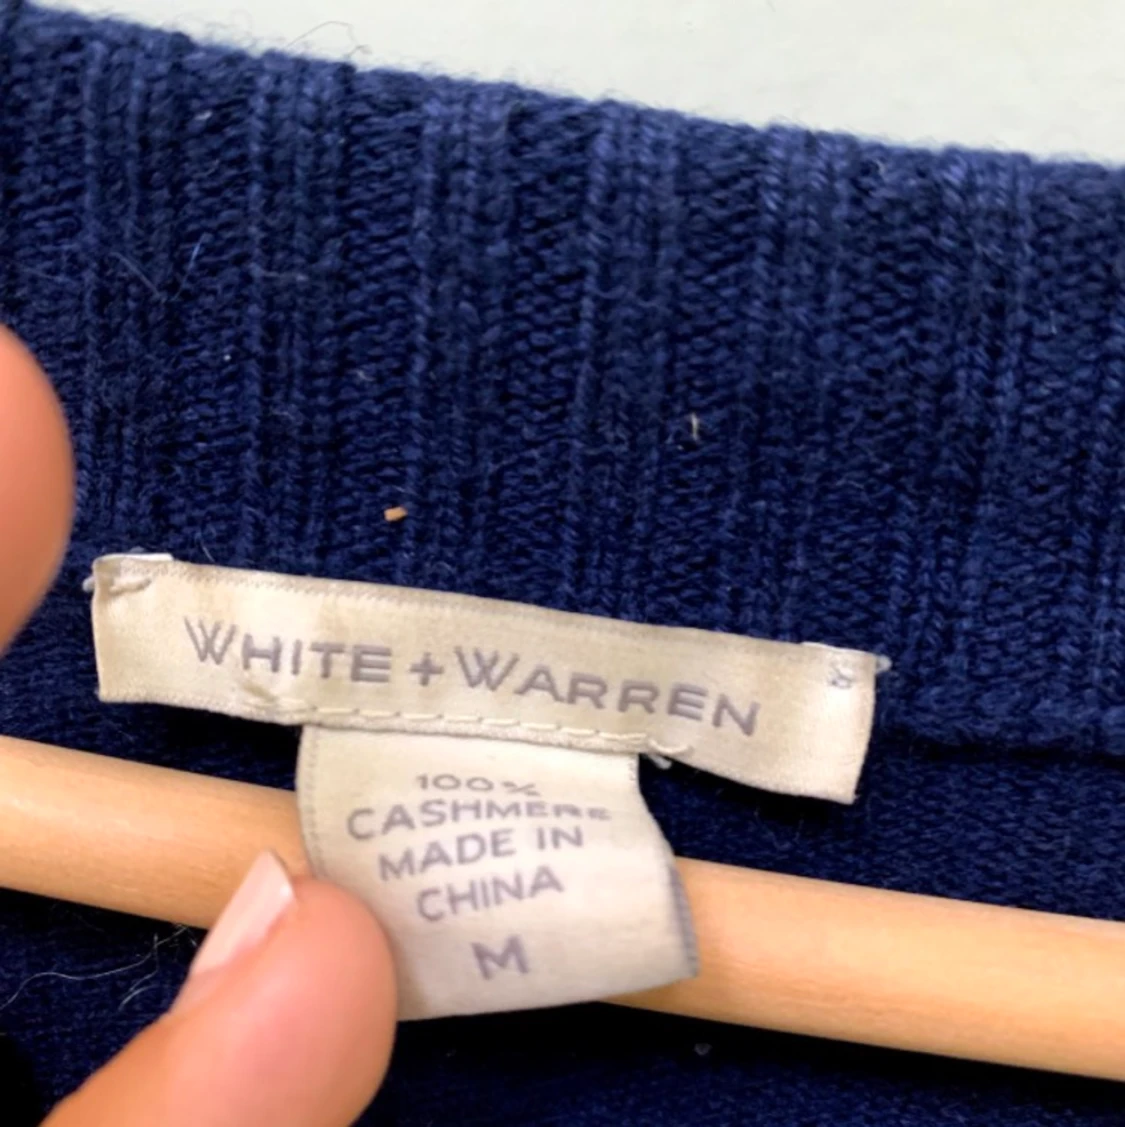 WHITE + WARREN
100%
CASHMERE
MADE IN
CHINA
M